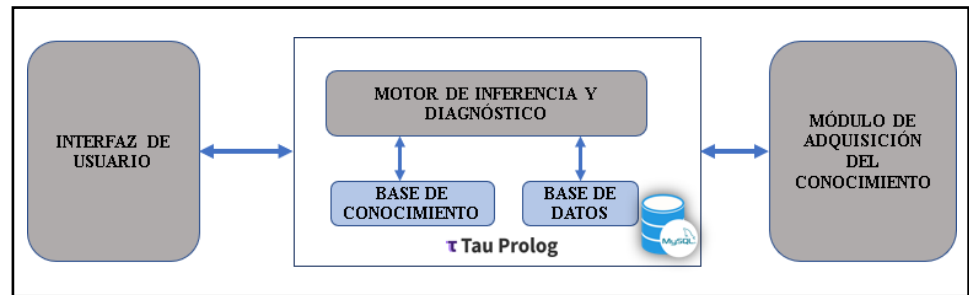 INTERFAZ DE
USUARIO
MOTOR DE INFERENCIA Y
DIAGNÓSTICO
BASE DE
CONOCIMIENTO
BASE DE
DATOS
MySQL
τ Tau Prolog
MÓDULO DE
ADQUISICIÓN
DEL
CONOCIMIENTO